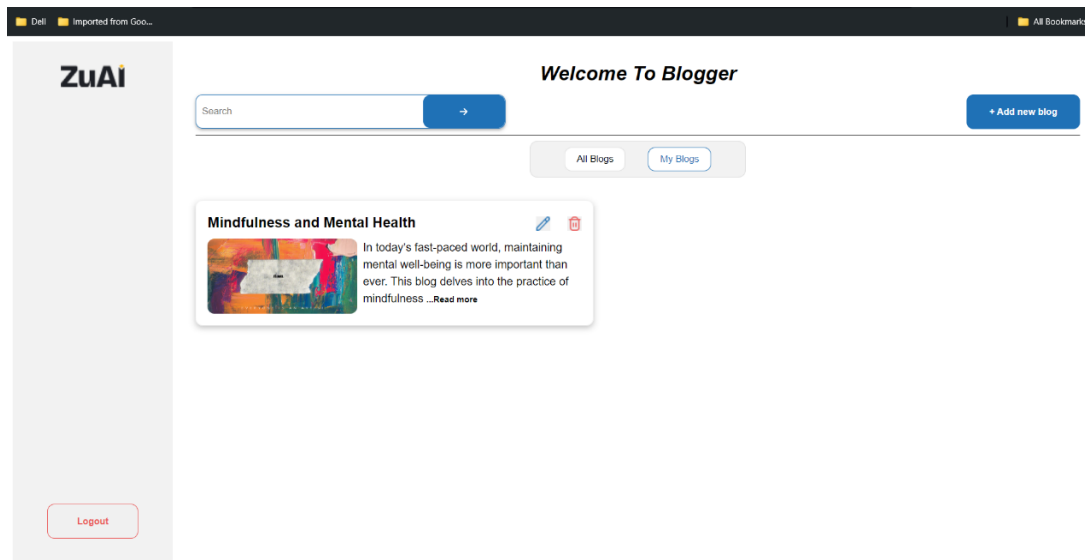 Dell
Imported from Goo...
All Bookmarks
ZuAi
Welcome To Blogger
Search
+ Add new blog
All Blogs
My Blogs
Mindfulness and Mental Health
In today's fast-paced world, maintaining
mental well-being is more important than
ever. This blog delves into the practice of
mindfulness ...Read more
Logout